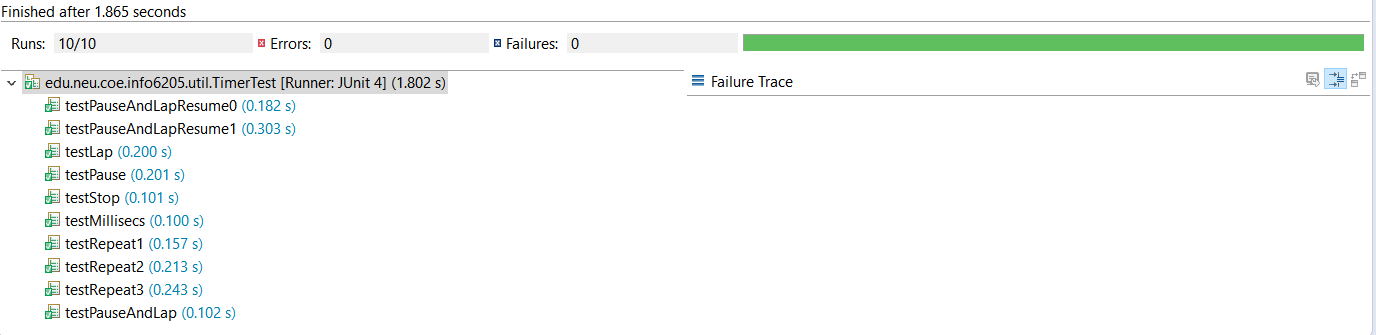 Finished after 1.865 seconds
Runs: 10/10 Errors: 0 Failures: 0
edu.neu.coe.info6205.util.TimerTest [Runner: JUnit 4] (1.802 s)
Failure Trace
testPauseAndLapResume0 (0.182 s)
testPauseAndLapResume1 (0.303 s)
testLap (0.200 s)
testPause (0.201 s)
testStop (0.101 s)
testMillisecs (0.100 s)
testRepeat1 (0.157 s)
testRepeat2 (0.213 s)
testRepeat3 (0.243 s)
testPauseAndLap (0.102 s)